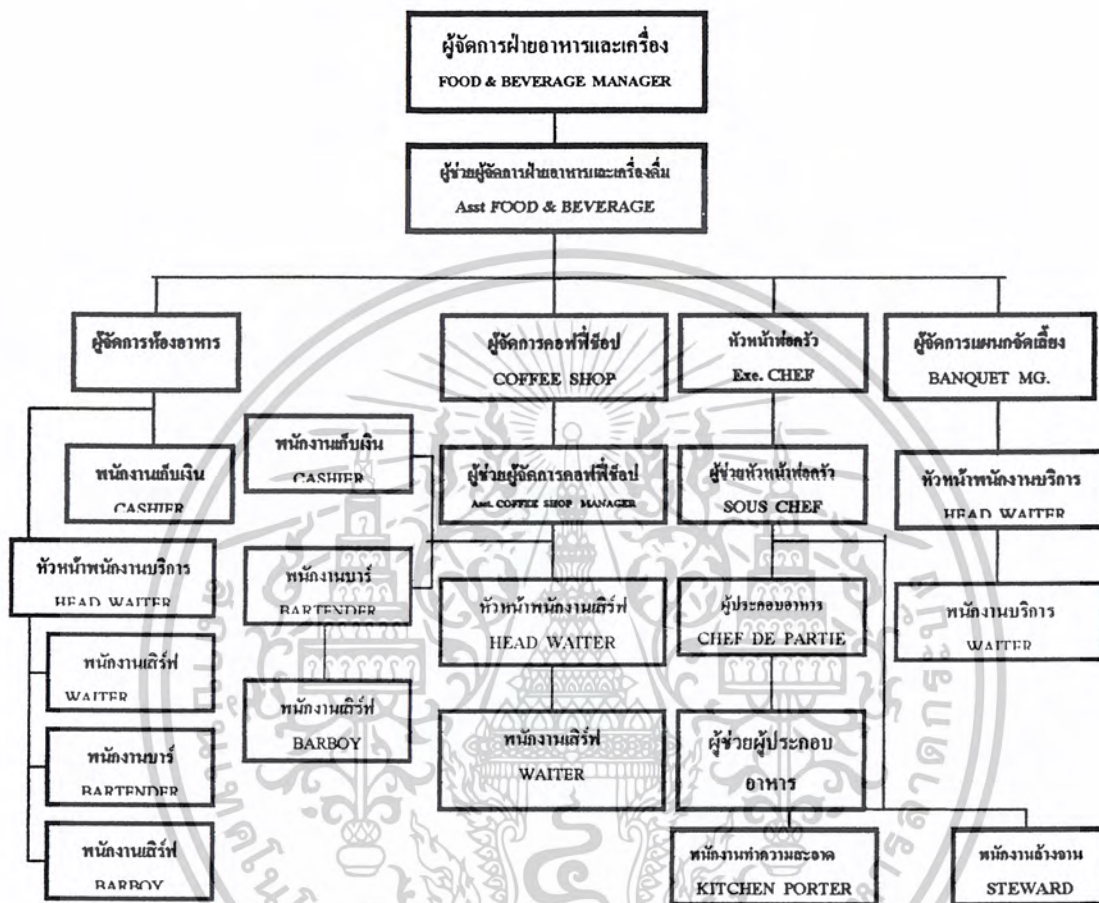 ผู้จัดการฝ่ายอาหารและเครื่อง
FOOD & BEVERAGE MANAGER
ผู้ช่วยผู้จัดการฝ่ายอาหารและเครื่องดื่ม
Asst FOOD & BEVERAGE
ผู้จัดการห้องอาหาร
ผู้จัดการคอฟฟี่ช็อป
COFFEE SHOP
หัวหน้าพ่อครัว
Exe. CHEF
ผู้จัดการแผนกจัดเลี้ยง
BANQUET MG.
พนักงานเก็บเงิน
CASHIER
พนักงานเก็บเงิน
CASHIER
ผู้ช่วยผู้จัดการคอฟฟี่ช็อป
Asst. COFFEE SHOP MANAGER
ผู้ช่วยหัวหน้าพ่อครัว
SOUS CHEF
หัวหน้าพนักงานบริการ
HEAD WAITER
หัวหน้าพนักงานบริการ
HEAD WAITER
พนักงานบาร์
BARTENDER
หัวหน้าพนักงานเสิร์ฟ
HEAD WAITER
ผู้ประกอบอาหาร
CHEF DE PARTIE
พนักงานบริการ
WAITER
พนักงานเสิร์ฟ
WAITER
พนักงานเสิร์ฟ
BARBOY
พนักงานเสิร์ฟ
WAITER
ผู้ช่วยผู้ประกอบ
อาหาร
พนักงานบาร์
BARTENDER
พนักงานเสิร์ฟ
BARBOY
พนักงานทำความสะอาด
KITCHEN PORTER
พนักงานล้างจาน
STEWARD